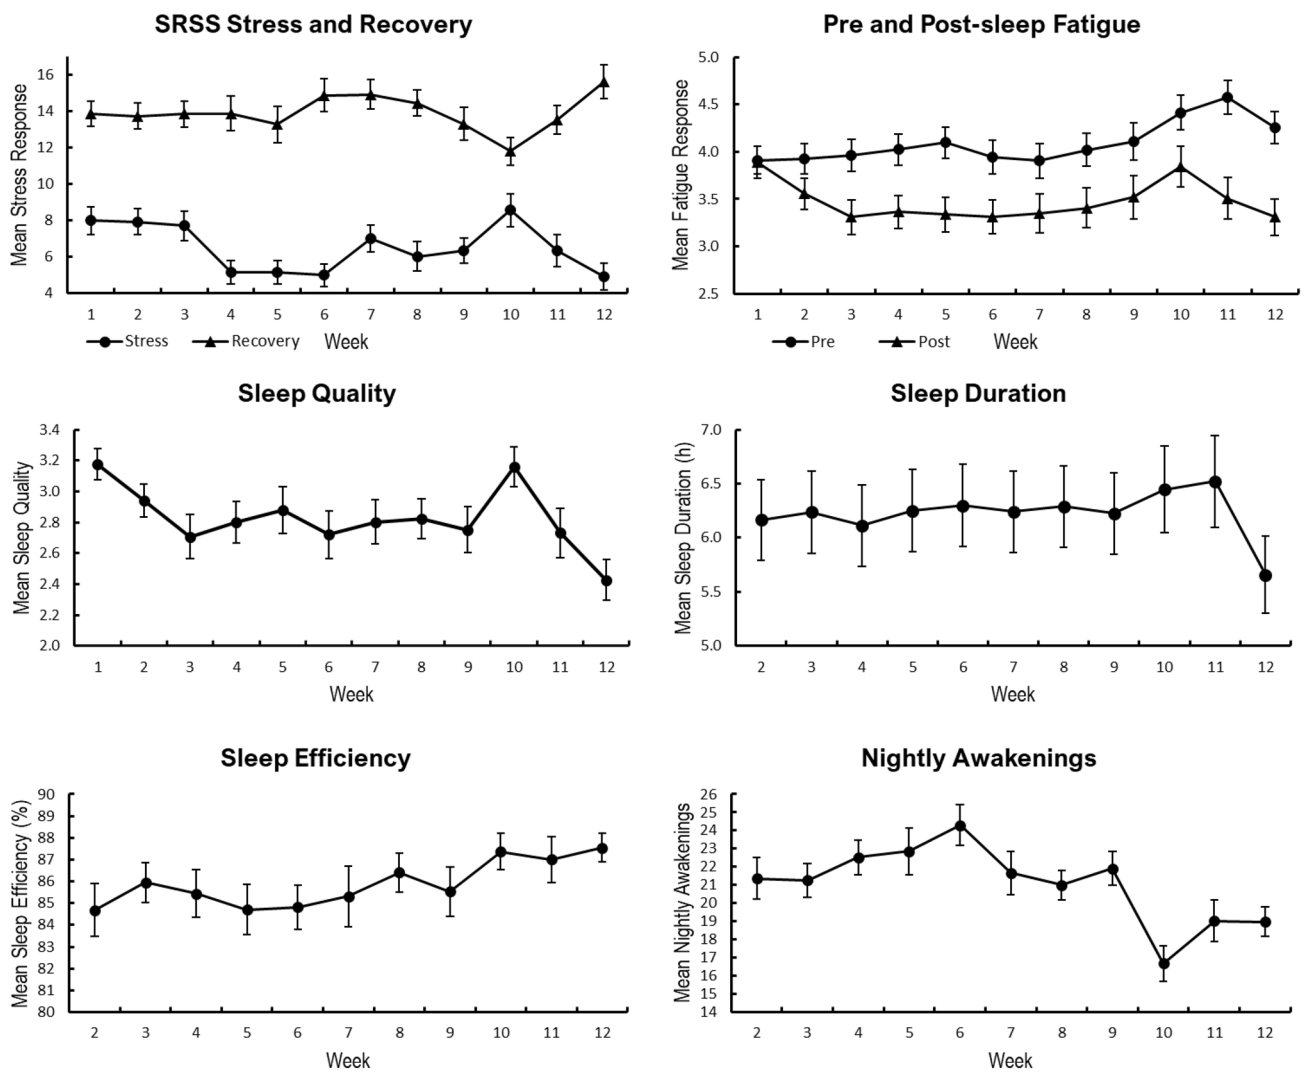 SRSS Stress and Recovery
Mean Stress Response
16
14
12
10
8
6
4
1 2 3 4 5 6 7 8 9 10 11 12
Stress Recovery
Week
Pre and Post-sleep Fatigue
Mean Fatigue Response
5.0
4.5
4.0
3.5
3.0
2.5
1 2 3 4 5 6 7 8 9 10 11 12
Pre Post
Week
Sleep Quality
Mean Sleep Quality
3.4
3.2
3.0
2.8
2.6
2.4
2.2
2.0
1 2 3 4 5 6 7 8 9 10 11 12
Week
Sleep Duration
Mean Sleep Duration (h)
7.0
6.5
6.0
5.5
5.0
2 3 4 5 6 7 8 9 10 11 12
Week
Sleep Efficiency
Mean Sleep Efficiency (%)
90
89
88
87
86
85
84
83
82
81
80
2 3 4 5 6 7 8 9 10 11 12
Week
Nightly Awakenings
Mean Nightly Awakenings
26
25
24
23
22
21
20
19
18
17
16
15
14
2 3 4 5 6 7 8 9 10 11 12
Week